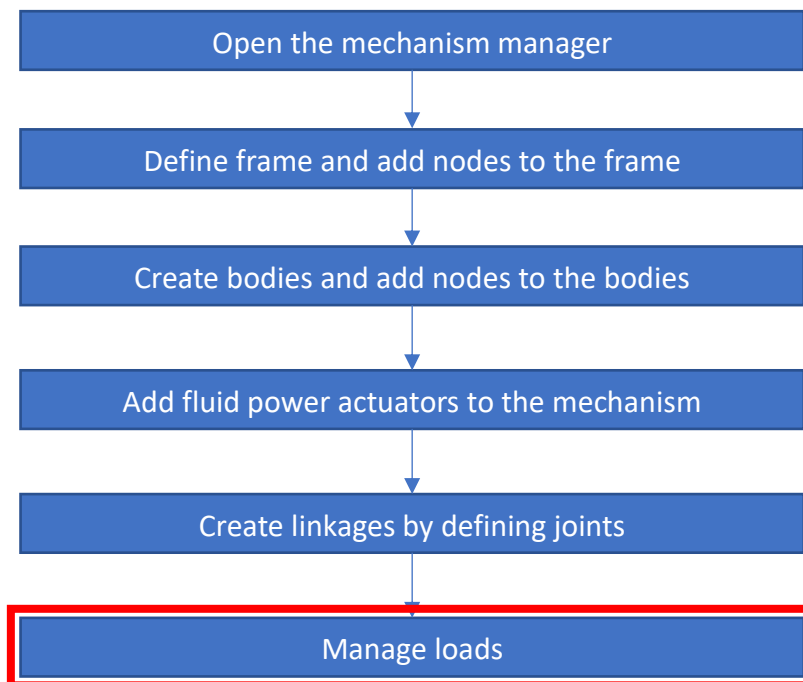 Open the mechanism manager
Define frame and add nodes to the frame
Create bodies and add nodes to the bodies
Add fluid power actuators to the mechanism
Create linkages by defining joints
Manage loads